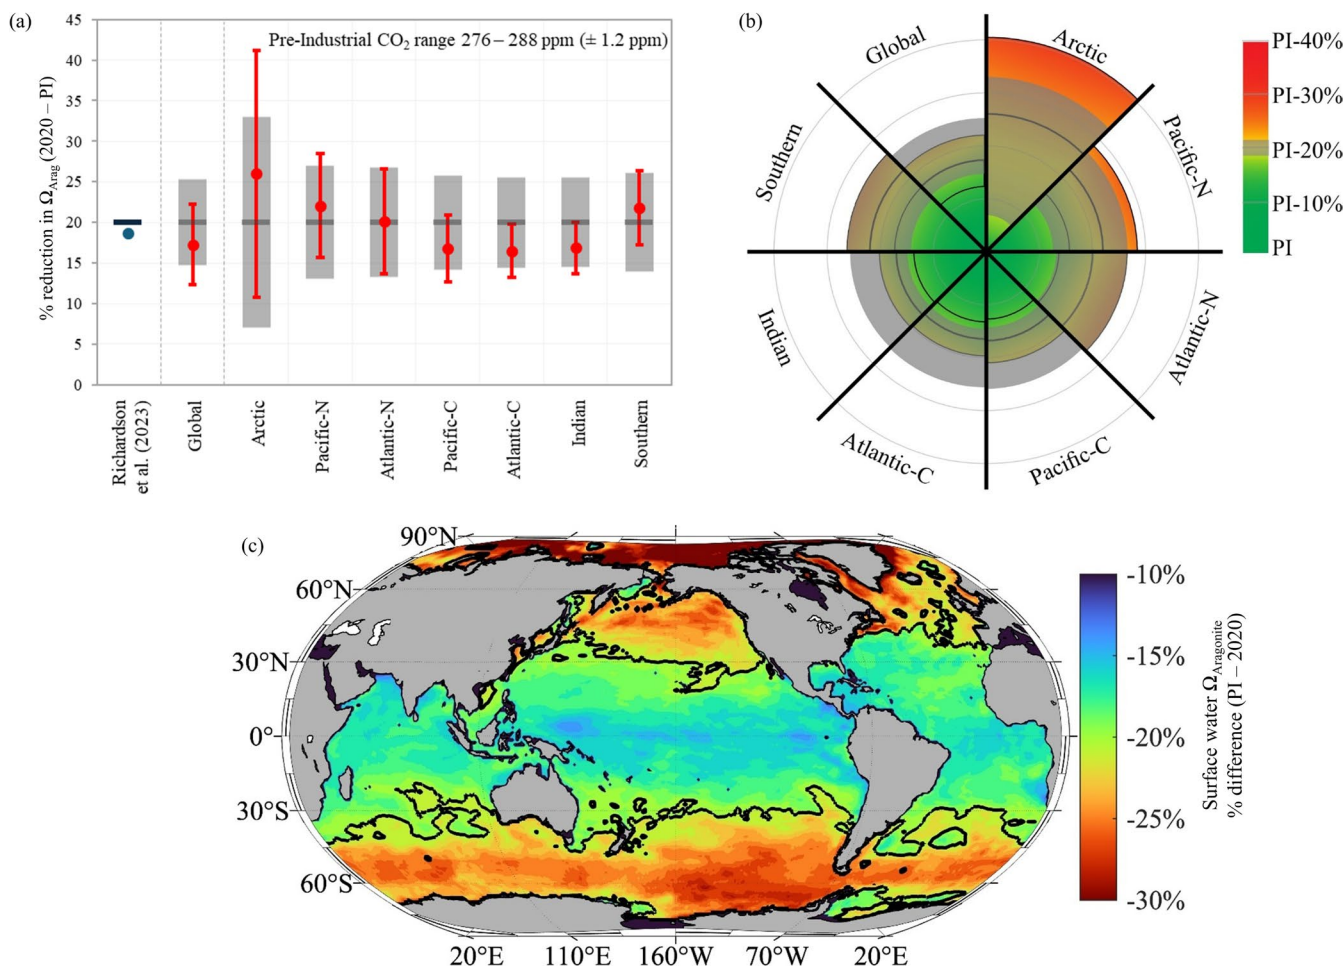 (a)
Pre-Industrial CO₂ range 276 – 288 ppm (± 1.2 ppm)
% reduction in Ω_Arag (2020 – PI)
45
40
35
30
25
20
15
10
5
0
Richardson
et al. (2023)
Global
Arctic
Pacific-N
Atlantic-N
Pacific-C
Atlantic-C
Indian
Southern
(b)
Global
Arctic
Pacific-N
Atlantic-N
Pacific-C
Atlantic-C
Indian
Southern
PI-40%
PI-30%
PI-20%
PI-10%
PI
(c)
90°N
60°N
30°N
0°
30°S
60°S
20°E
110°E
160°W
70°W
20°E
-10%
-15%
-20%
-25%
-30%
Surface water Ω_Aragonite
% difference (PI – 2020)